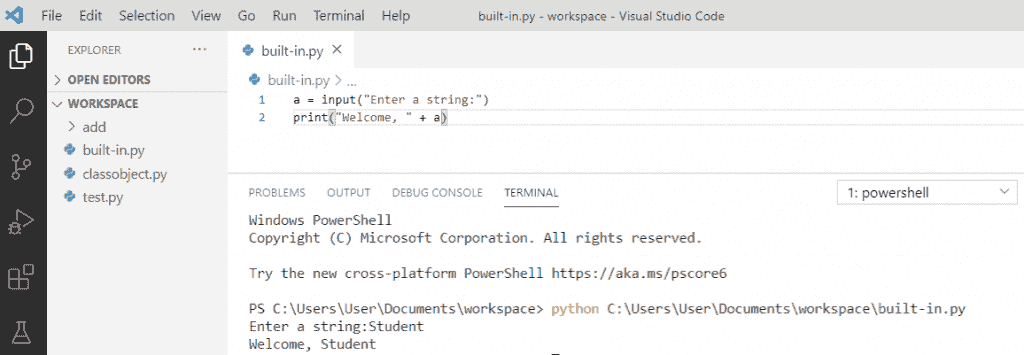 File Edit Selection View Go Run Terminal Help built-in.py - workspace - Visual Studio Code
EXPLORER ...
OPEN EDITORS
WORKSPACE
add
built-in.py
classobject.py
test.py
built-in.py
built-in.py > ...
1 a = input("Enter a string:")
2 print("Welcome, " + a)
PROBLEMS OUTPUT DEBUG CONSOLE TERMINAL 1: powershell
Windows PowerShell
Copyright (C) Microsoft Corporation. All rights reserved.
Try the new cross-platform PowerShell https://aka.ms/pscore6
PS C:\Users\User\Documents\workspace> python C:\Users\User\Documents\workspace\built-in.py
Enter a string:Student
Welcome, Student